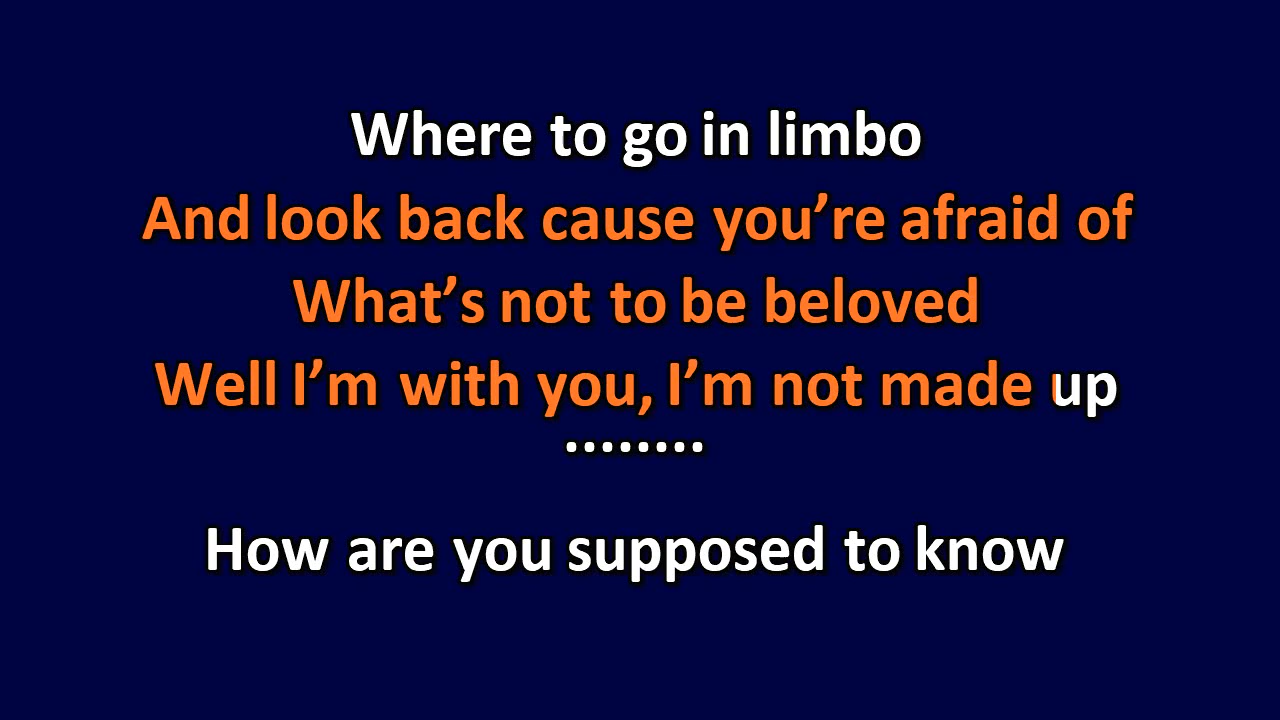 Where to go in limbo
And look back cause you’re afraid of
What’s not to be beloved
Well I’m with you, I’m not made up
........
How are you supposed to know